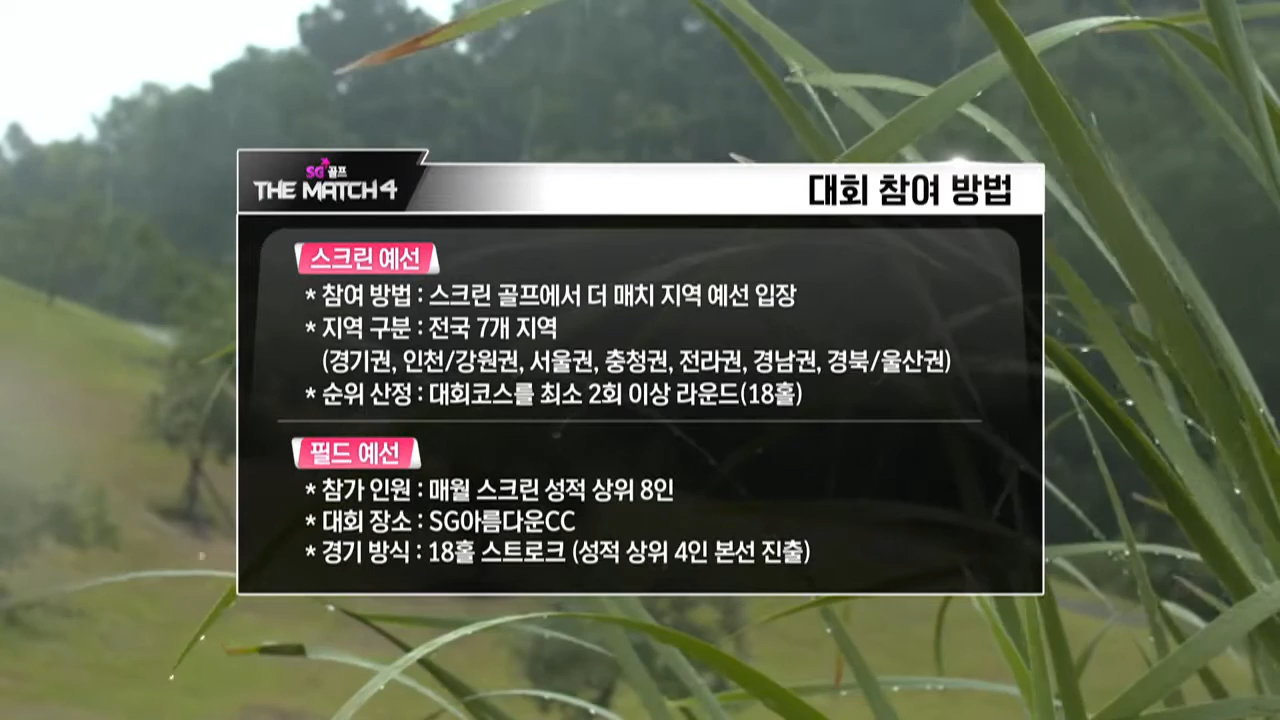 SG 골프
THE MATCH 4
대회 참여 방법
스크린 예선
* 참여 방법 : 스크린 골프에서 더 매치 지역 예선 입장
* 지역 구분 : 전국 7개 지역
(경기권, 인천/강원권, 서울권, 충청권, 전라권, 경남권, 경북/울산권)
* 순위 산정 : 대회코스를 최소 2회 이상 라운드(18홀)
필드 예선
* 참가 인원 : 매월 스크린 성적 상위 8인
* 대회 장소 : SG아름다운CC
* 경기 방식 : 18홀 스트로크 (성적 상위 4인 본선 진출)